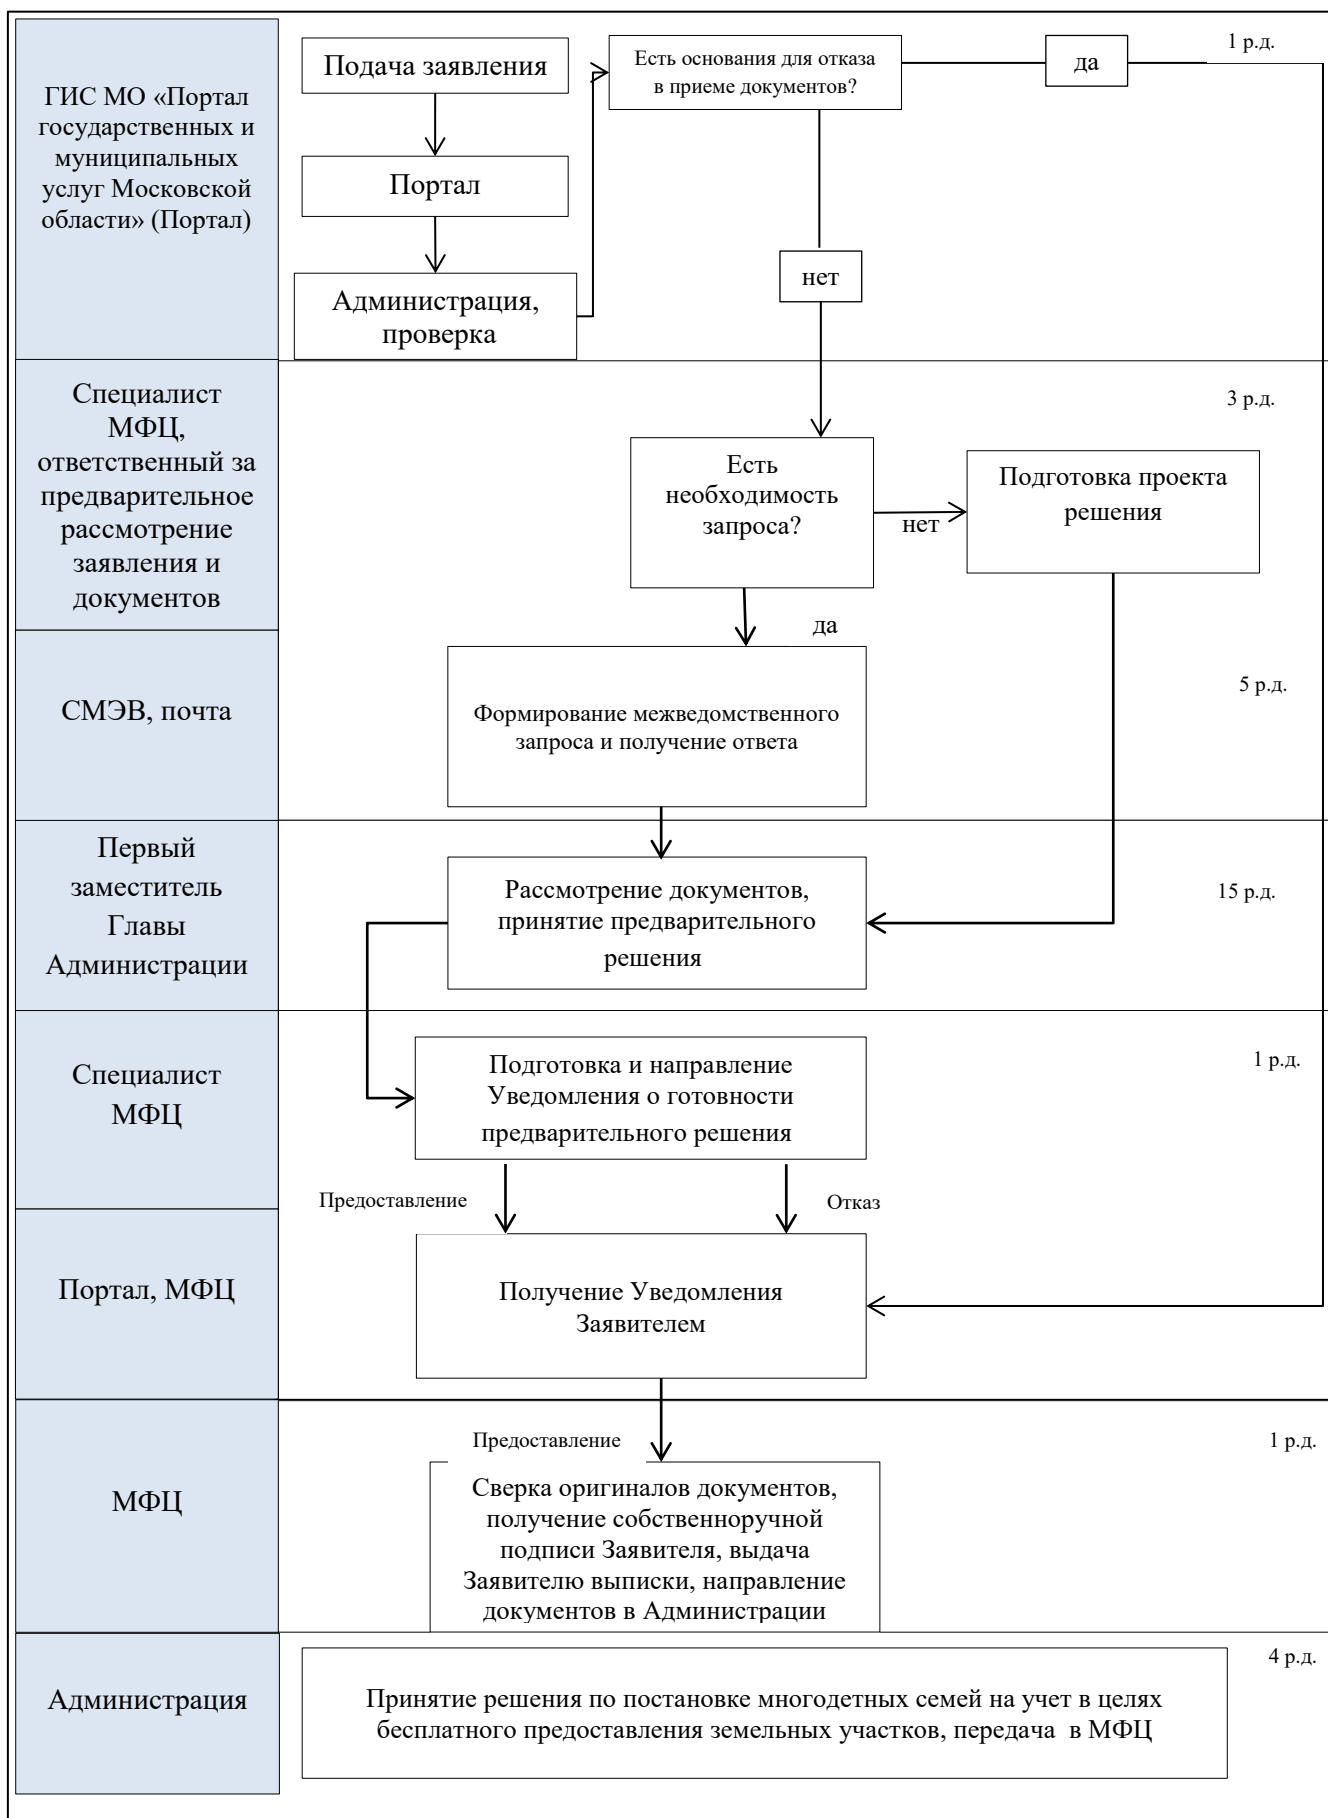 ГИС МО «Портал
государственных и
муниципальных
услуг Московской
области» (Портал)
Подача заявления
Портал
Администрация,
проверка
Есть основания для отказа
в приеме документов?
да
1 р.д.
нет
Специалист
МФЦ,
ответственный за
предварительное
рассмотрение
заявления и
документов
3 р.д.
Есть
необходимость
запроса?
нет
Подготовка проекта
решения
да
СМЭВ, почта
5 р.д.
Формирование межведомственного
запроса и получение ответа
Первый
заместитель
Главы
Администрации
Рассмотрение документов,
принятие предварительного
решения
15 р.д.
Специалист
МФЦ
Подготовка и направление
Уведомления о готовности
предварительного решения
1 р.д.
Предоставление
Отказ
Портал, МФЦ
Получение Уведомления
Заявителем
МФЦ
Предоставление
1 р.д.
Сверка оригиналов документов,
получение собственноручной
подписи Заявителя, выдача
Заявителю выписки, направление
документов в Администрации
Администрация
4 р.д.
Принятие решения по постановке многодетных семей на учет в целях
бесплатного предоставления земельных участков, передача  в МФЦ